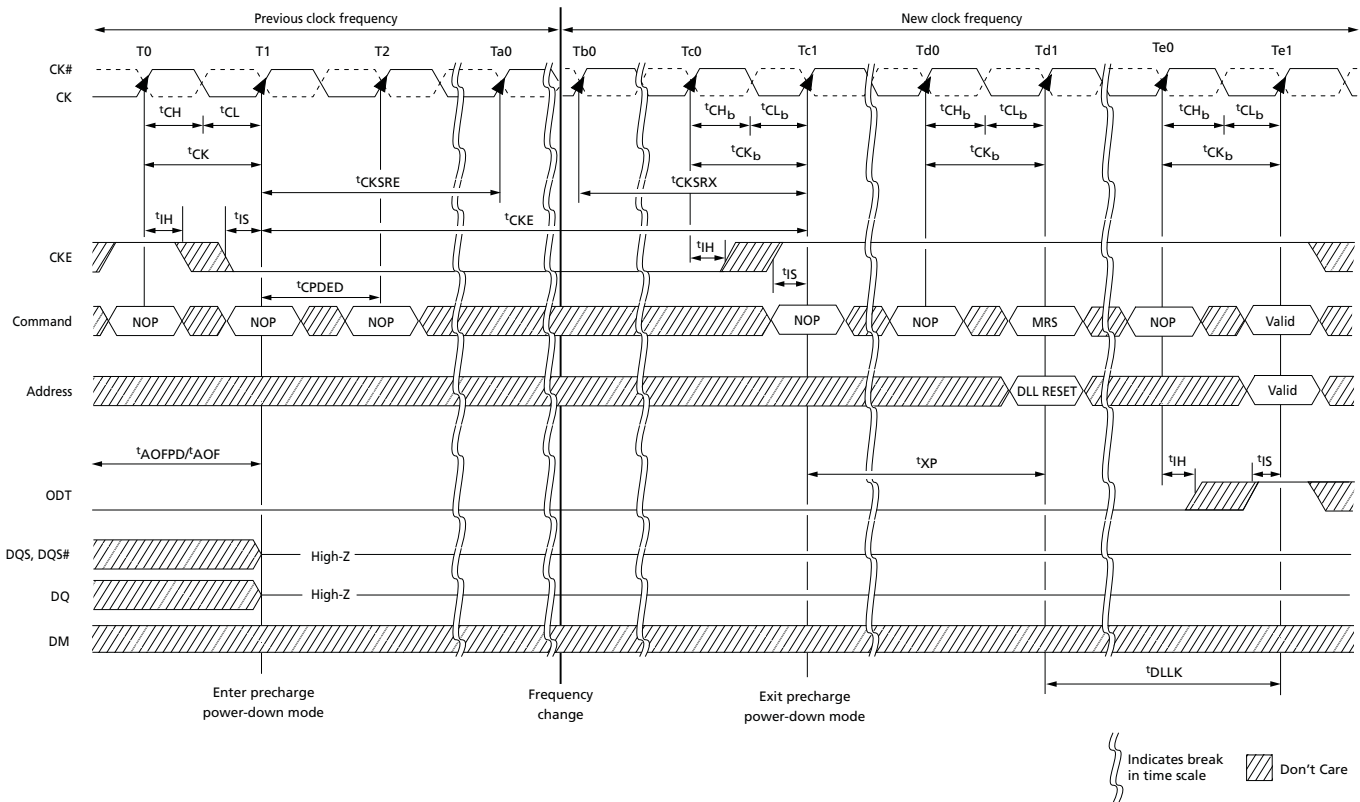 Previous clock frequency New clock frequency
T0 T1 T2 Ta0 Tb0 Tc0 Tc1 Td0 Td1 Te0 Te1
CK#
CK
tCH tCL tCHb tCLb tCHb tCLb tCHb tCLb
tCK tCKb tCKb tCKb
tCKSRE tCKSRX
tIH tIS tCKE
CKE tIH
tIS
tCPDED
Command NOP NOP NOP NOP NOP MRS NOP Valid
Address DLL RESET Valid
tAOFPD/tAOF tXP tIH tIS
ODT
DQS, DQS# High-Z
DQ High-Z
DM
tDLLK
Enter precharge
power-down mode
Frequency
change
Exit precharge
power-down mode
Indicates break
in time scale
Don't Care